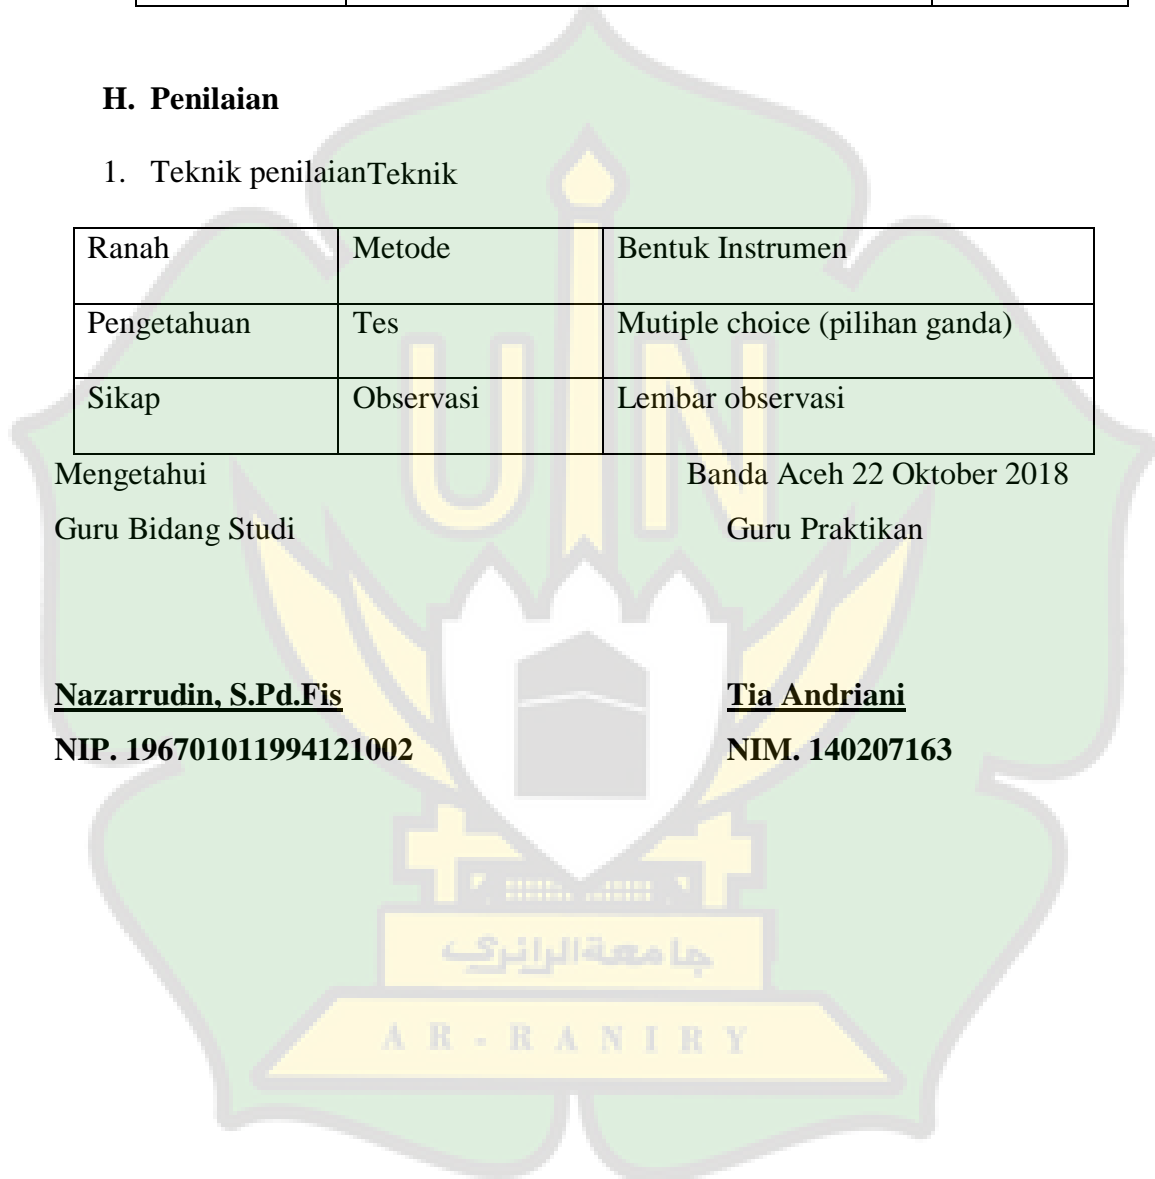 H. Penilaian
1. Teknik penilaianTeknik
Ranah Metode Bentuk Instrumen
Pengetahuan Tes Mutiple choice (pilihan ganda)
Sikap Observasi Lembar observasi
Mengetahui Banda Aceh 22 Oktober 2018
Guru Bidang Studi Guru Praktikan
Nazarrudin, S.Pd.Fis Tia Andriani
NIP. 196701011994121002 NIM. 140207163
UIN
جامعة الرانري
AR-RANIRY